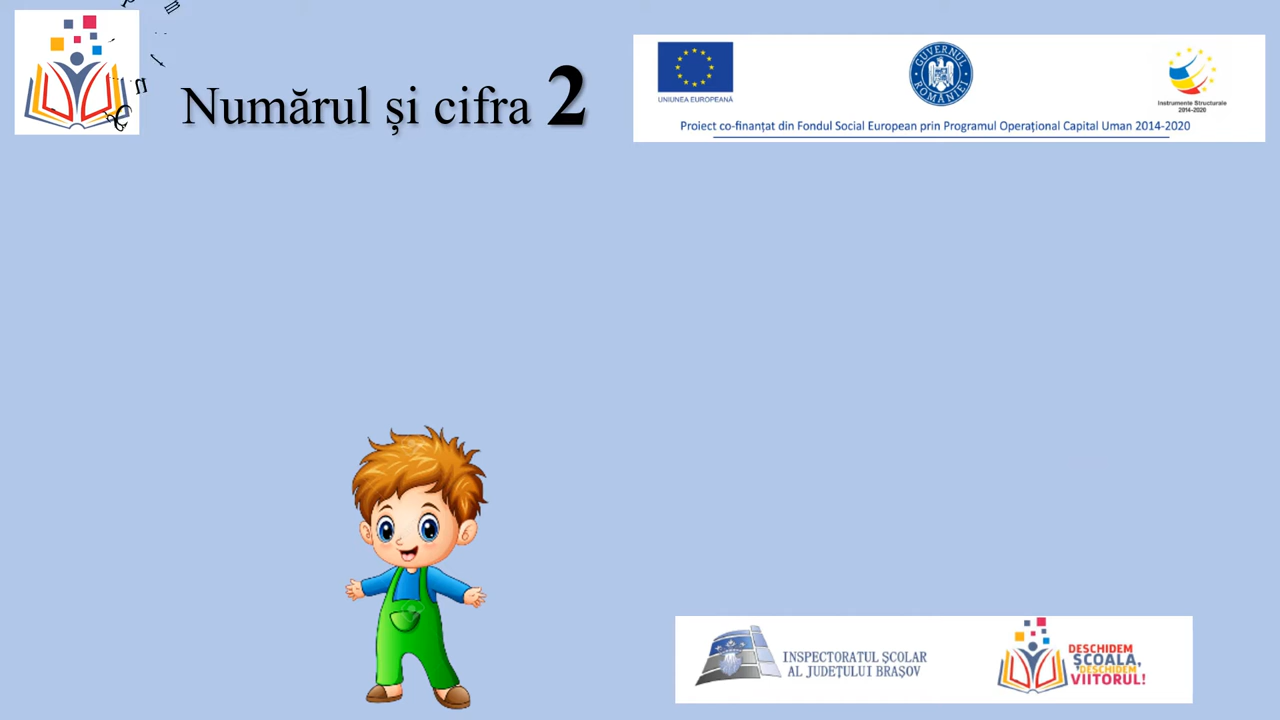 Numărul și cifra 2
UNIUNEA EUROPEANĂ
GUVERNUL ROMÂNIEI
Instrumente Structurale
2014-2020
Proiect co-finanțat din Fondul Social European prin Programul Operațional Capital Uman 2014-2020
INSPECTORATUL ȘCOLAR
AL JUDEȚULUI BRAȘOV
DESCHIDEM
ȘCOALA,
DESCHIDEM
VIITORUL!